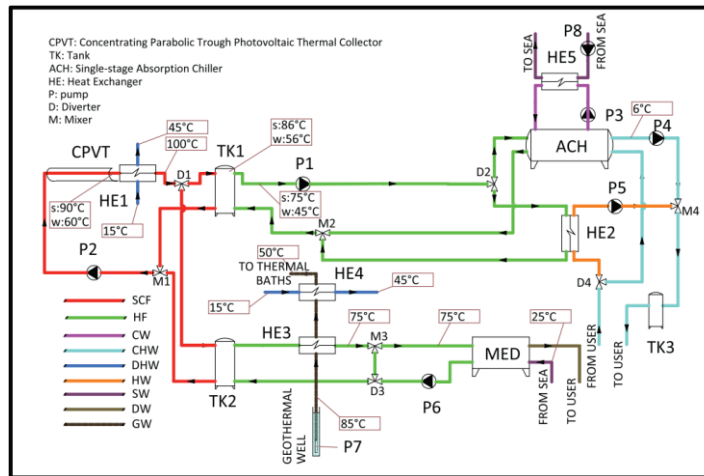 CPVT: Concentrating Parabolic Trough Photovoltaic Thermal Collector
TK: Tank
ACH: Single-stage Absorption Chiller
HE: Heat Exchanger
P: pump
D: Diverter
M: Mixer
TO SEA
FROM SEA
P8
HE5
P3
6°C
P4
ACH
45°C
100°C
CPVT
D1
TK1
s:86°C
w:56°C
P1
s:75°C
w:45°C
D2
HE1
s:90°C
w:60°C
15°C
P5
M4
HE2
M2
P2
M1
50°C
TO THERMAL
BATHS
HE4
15°C
45°C
D4
HE3
75°C
M3
75°C
25°C
MED
TK2
D3
P6
FROM SEA
TO USER
FROM USER
TO USER
TK3
GEOTHERMAL
WELL
85°C
P7
SCF
HF
CW
CHW
DHW
HW
SW
DW
GW